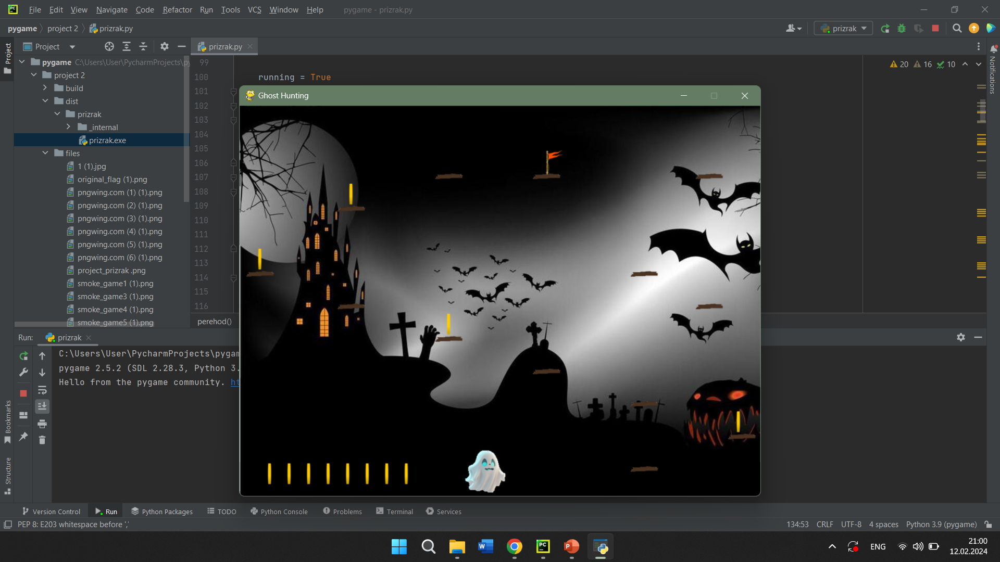 PC File Edit View Navigate Code Refactor Run Tools VCS Window Help pygame - prizrak.py
pygame project 2 prizrak.py prizrak
Project Project prizrak.py Notifications
pygame C:\Users\User\PycharmProjects\py 99
20 16 10
project 2 100 running = True
build 101
Ghost Hunting
dist 102
prizrak 103
_internal 104
prizrak.exe 105
files 106
1 (1).jpg 107
original_flag (1).png 108
pngwing.com (1) (1).png 109
pngwing.com (2) (1).png 110
pngwing.com (3) (1).png 111
pngwing.com (4) (1).png 112
pngwing.com (5) (1).png 113
pngwing.com (6) (1).png 114
project_prizrak .png 115
smoke_game1 (1).png 116
smoke_game3 (1).png
smoke_game4 (1).png
smoke_game5 (1).png perehod()
Run: prizrak
C:\Users\User\PycharmProjects\pygam
pygame 2.5.2 (SDL 2.28.3, Python 3.
Hello from the pygame community. ht
Bookmarks
Structure
Version Control Run Python Packages TODO Python Console Problems Terminal Services
PEP 8: E203 whitespace before ',' 134:53 CRLF UTF-8 4 spaces Python 3.9 (pygame)
W PC P ENG 21:00
12.02.2024